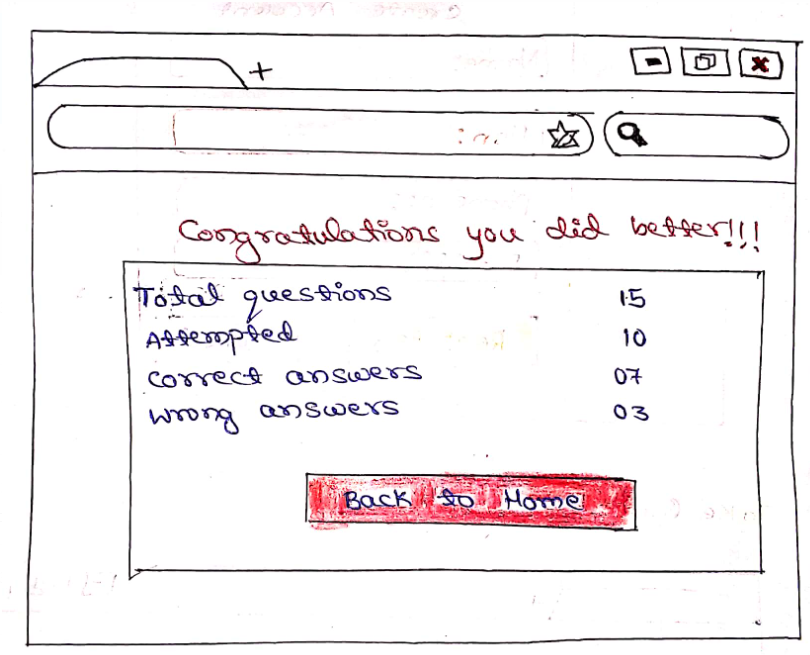 Congratulations you did better!!!
Total questions 15
Attempted 10
correct answers 07
wrong answers 03
Back to Home